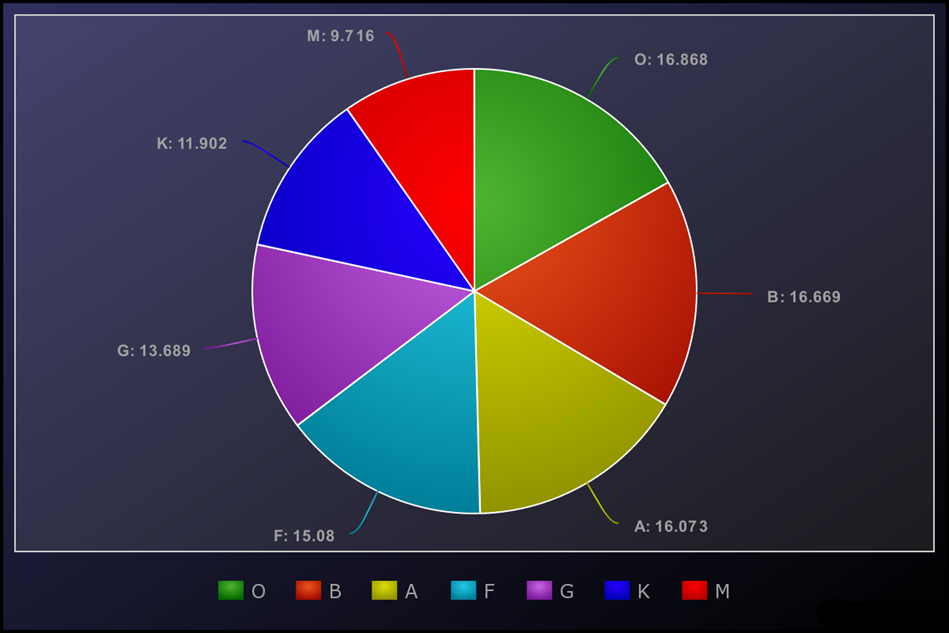 M: 9.716
O: 16.868
K: 11.902
B: 16.669
G: 13.689
A: 16.073
F: 15.08
O B A F G K M